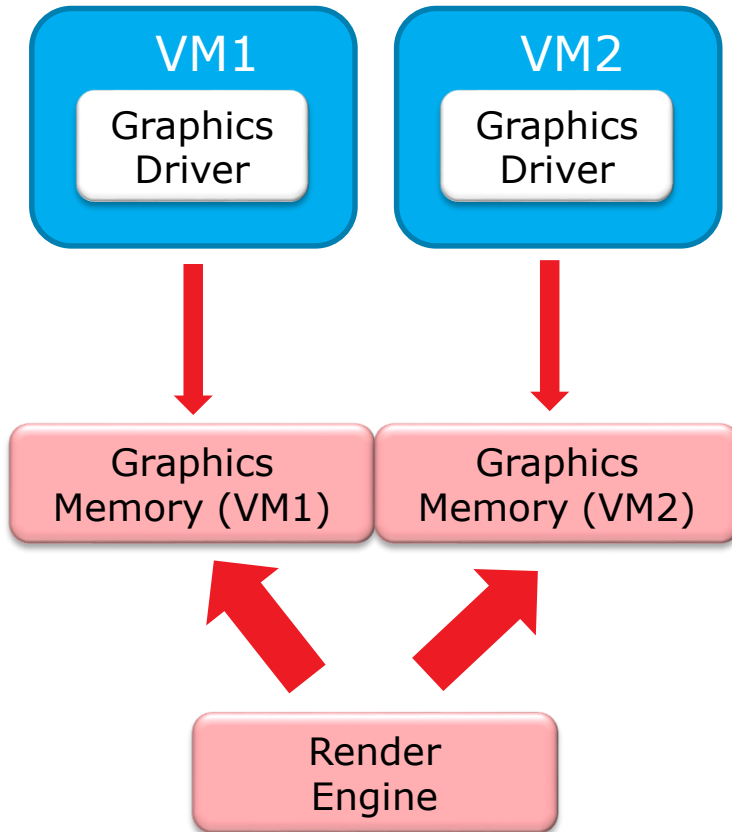 VM1
Graphics
Driver
VM2
Graphics
Driver
Graphics
Memory (VM1)
Graphics
Memory (VM2)
Render
Engine